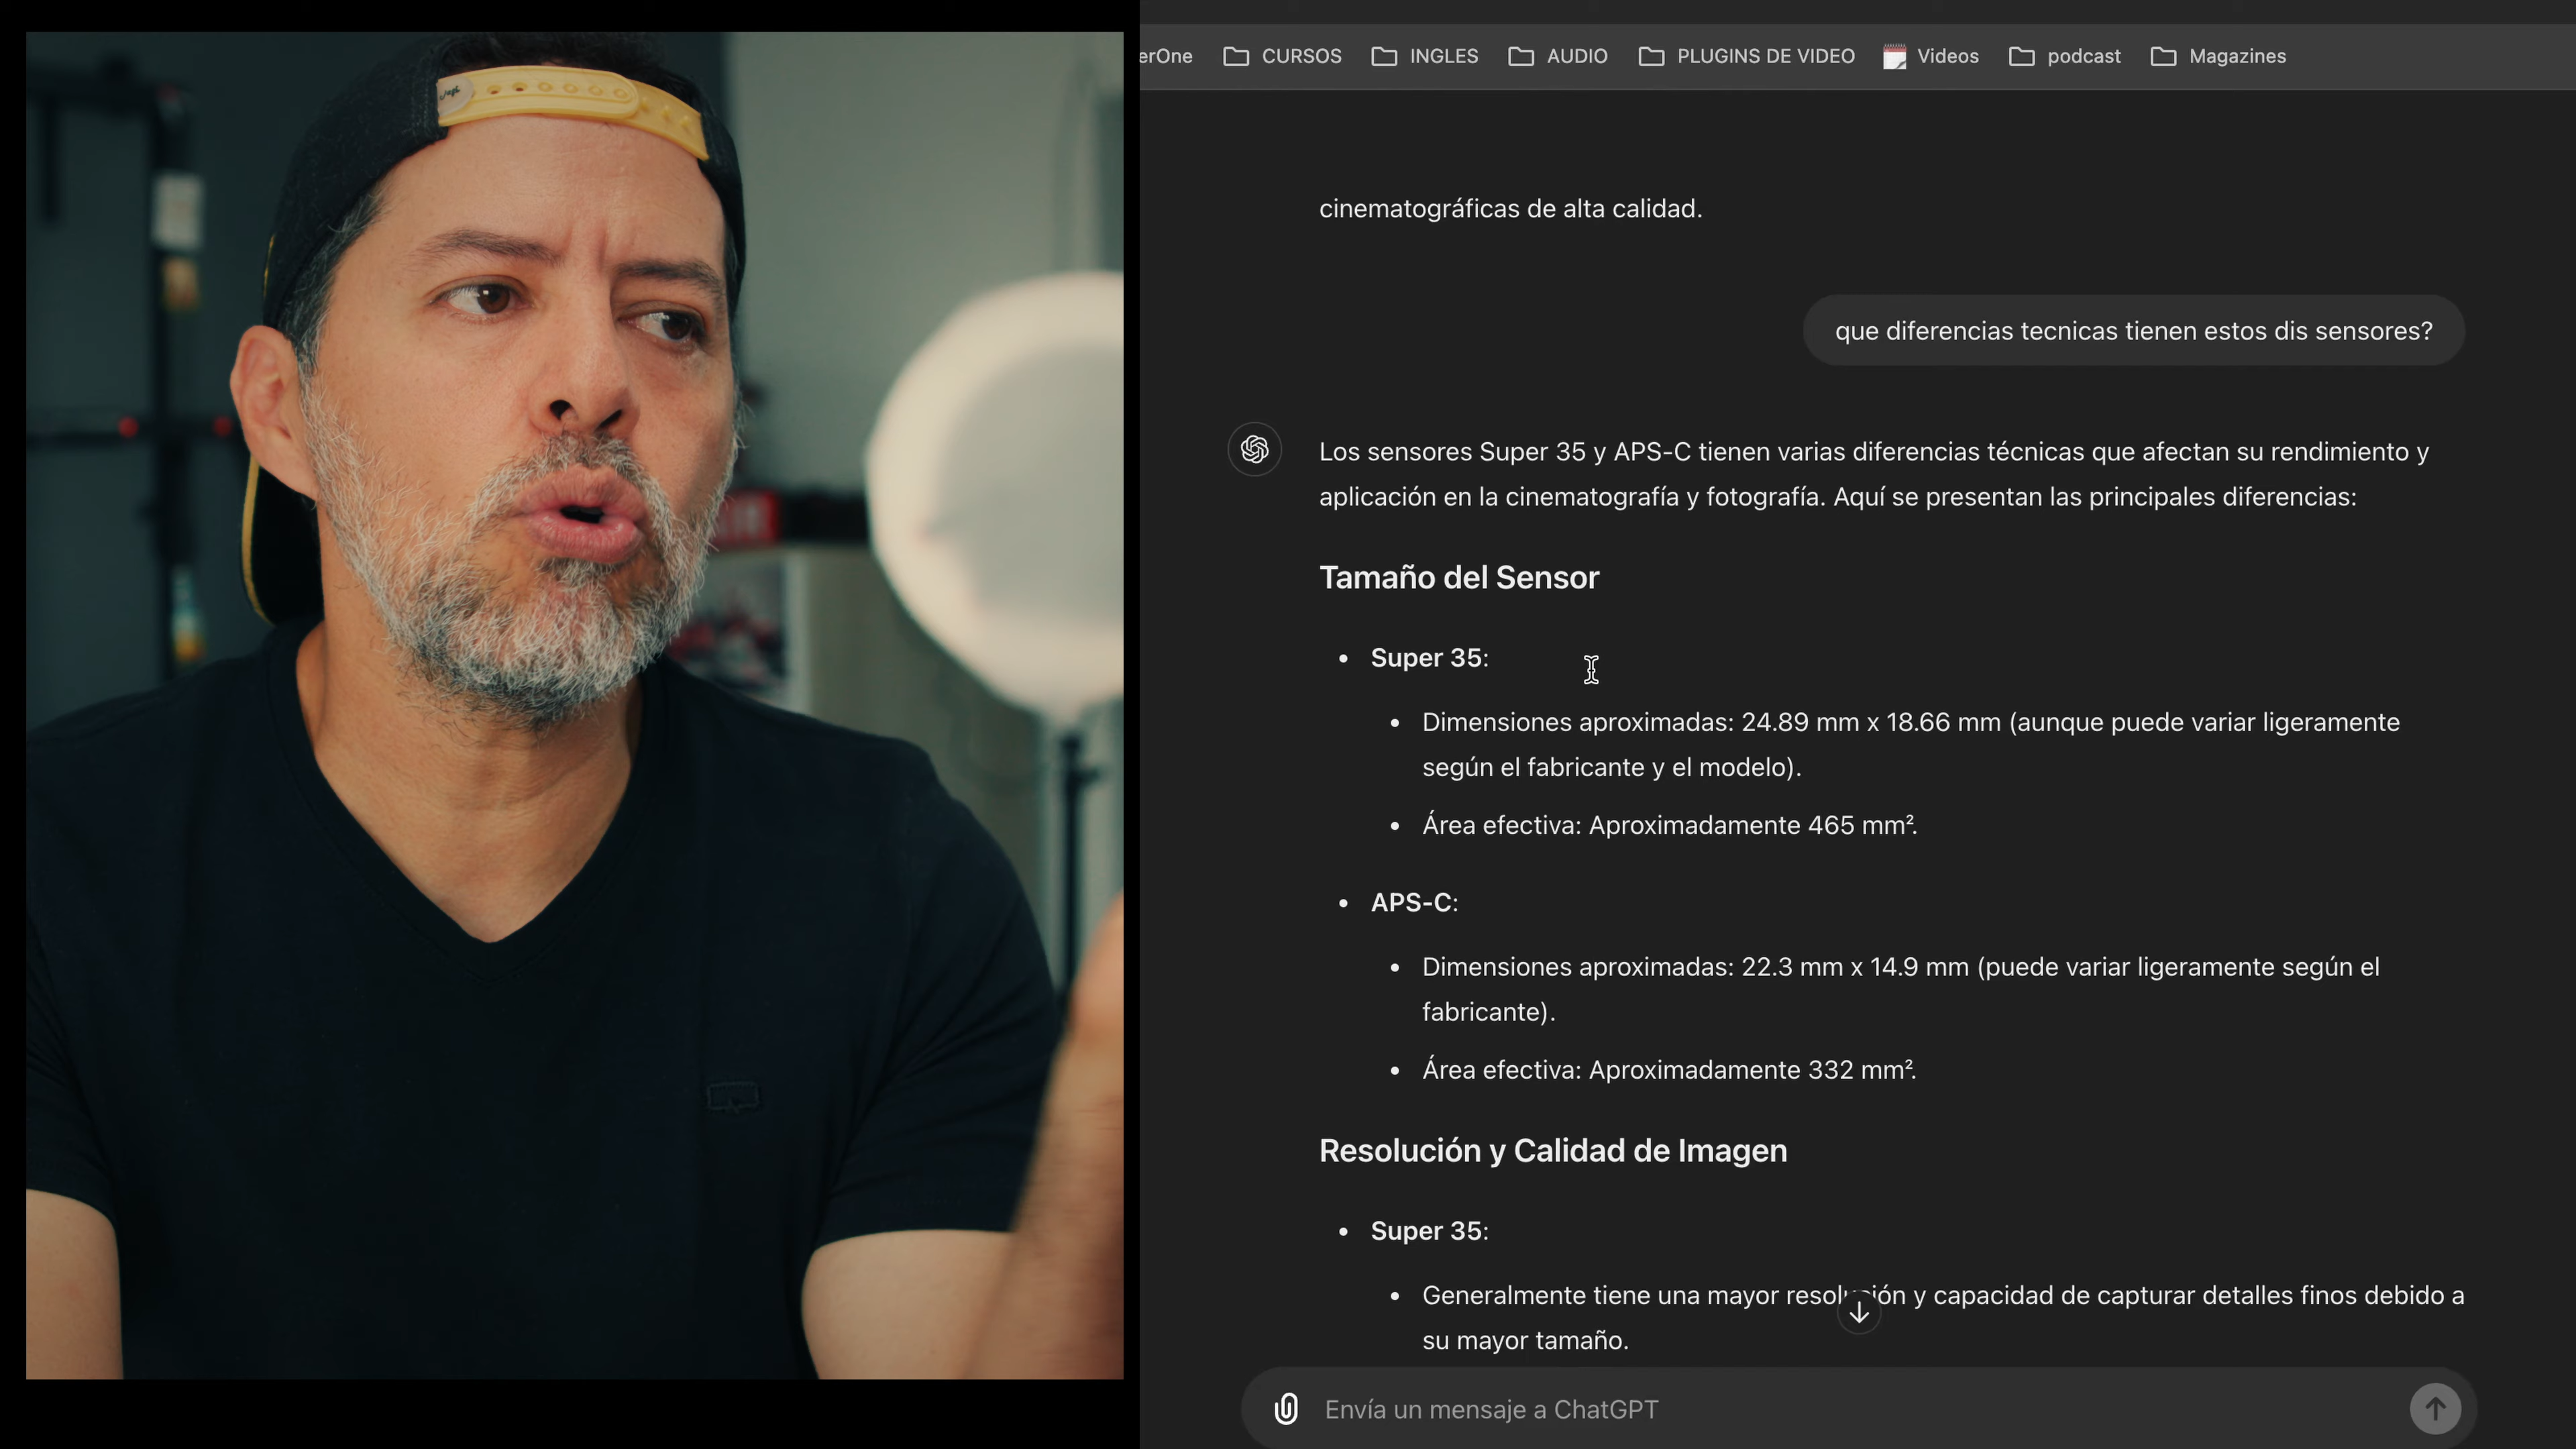 erOne CURSOS INGLES AUDIO PLUGINS DE VIDEO Videos podcast Magazines
cinematográficas de alta calidad.
que diferencias tecnicas tienen estos dis sensores?
Los sensores Super 35 y APS-C tienen varias diferencias técnicas que afectan su rendimiento y
aplicación en la cinematografía y fotografía. Aquí se presentan las principales diferencias:
Tamaño del Sensor
• Super 35:
• Dimensiones aproximadas: 24.89 mm x 18.66 mm (aunque puede variar ligeramente
según el fabricante y el modelo).
• Área efectiva: Aproximadamente 465 mm².
• APS-C:
• Dimensiones aproximadas: 22.3 mm x 14.9 mm (puede variar ligeramente según el
fabricante).
• Área efectiva: Aproximadamente 332 mm².
Resolución y Calidad de Imagen
• Super 35:
• Generalmente tiene una mayor resolución y capacidad de capturar detalles finos debido a
su mayor tamaño.
Envía un mensaje a ChatGPT